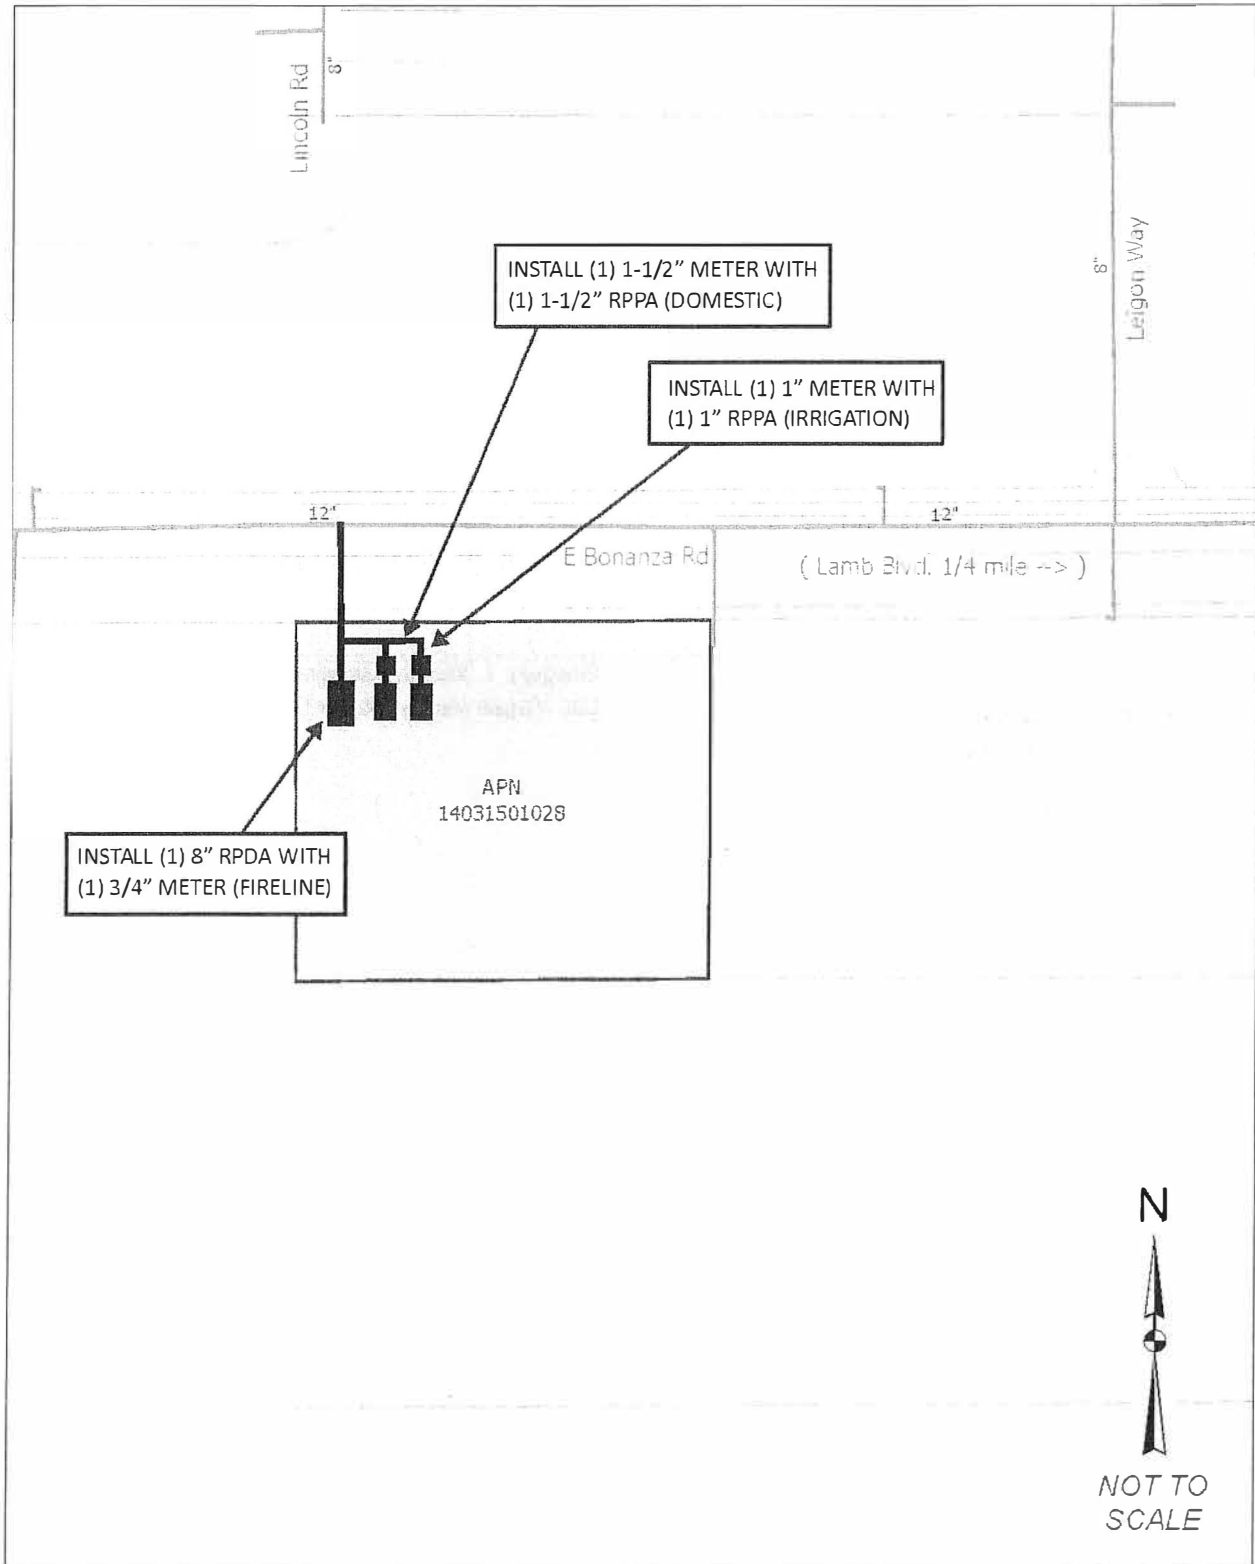 Lincoln Rd
8"
Leigon Way
8"
INSTALL (1) 1-1/2" METER WITH
(1) 1-1/2" RPPA (DOMESTIC)
INSTALL (1) 1" METER WITH
(1) 1" RPPA (IRRIGATION)
12"
12"
E Bonanza Rd
( Lamb Blvd. 1/4 mile --> )
APN
14031501028
INSTALL (1) 8" RPDA WITH
(1) 3/4" METER (FIRELINE)
N
NOT TO
SCALE